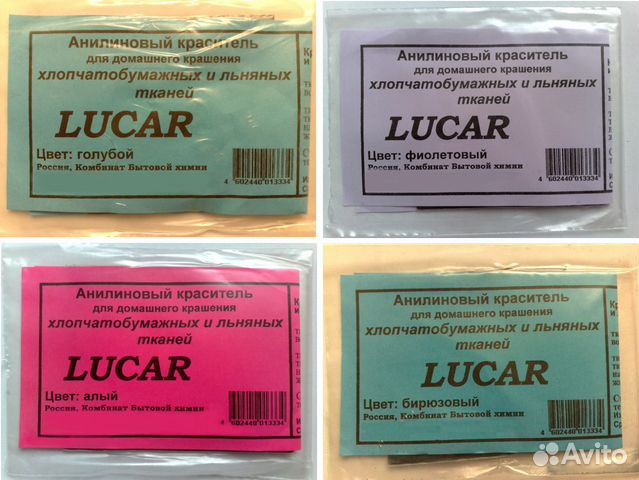 Анилиновый краситель
для домашнего крашения
хлопчатобумажных и льняных
тканей
LUCAR
Цвет: голубой
Россия, Комбинат Бытовой химии
4 602440 013334
Анилиновый краситель
для домашнего крашения
хлопчатобумажных и льняных
тканей
LUCAR
Цвет: фиолетовый
Россия, Комбинат Бытовой химии
4 602440 013334
Анилиновый краситель
для домашнего крашения
хлопчатобумажных и льняных
тканей
LUCAR
Цвет: алый
Россия, Комбинат Бытовой химии
4 602440 013334
Анилиновый краситель
для домашнего крашения
хлопчатобумажных и льняных
тканей
LUCAR
Цвет: бирюзовый
Россия, Комбинат Бытовой химии
4 602440 013334
Avito